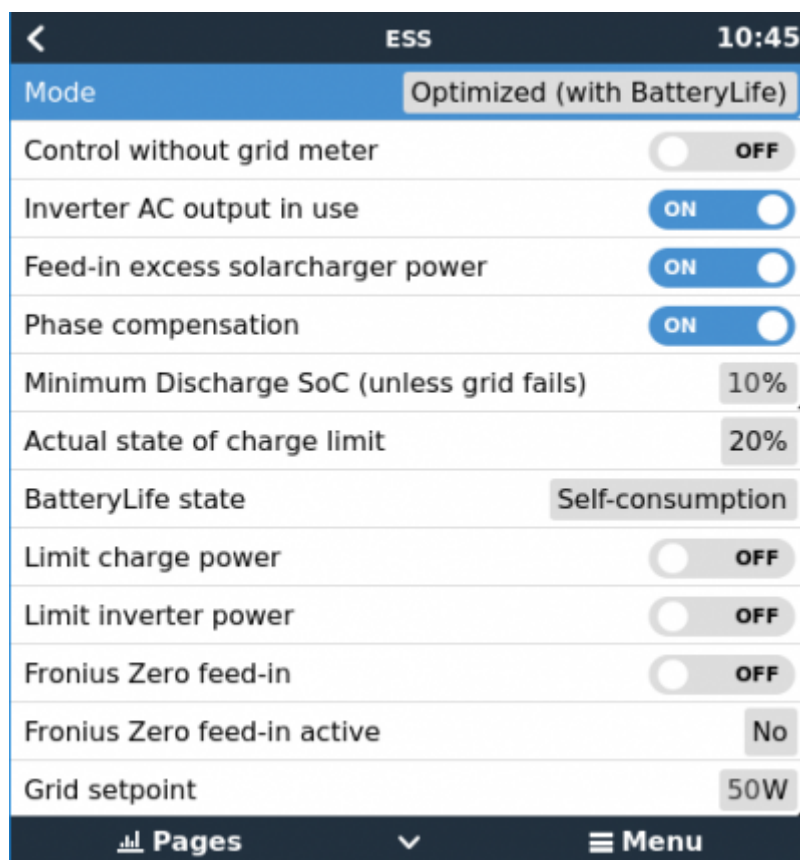 ESS 10:45
Mode Optimized (with BatteryLife)
Control without grid meter OFF
Inverter AC output in use ON
Feed-in excess solarcharger power ON
Phase compensation ON
Minimum Discharge SoC (unless grid fails) 10%
Actual state of charge limit 20%
BatteryLife state Self-consumption
Limit charge power OFF
Limit inverter power OFF
Fronius Zero feed-in OFF
Fronius Zero feed-in active No
Grid setpoint 50W
Pages Menu